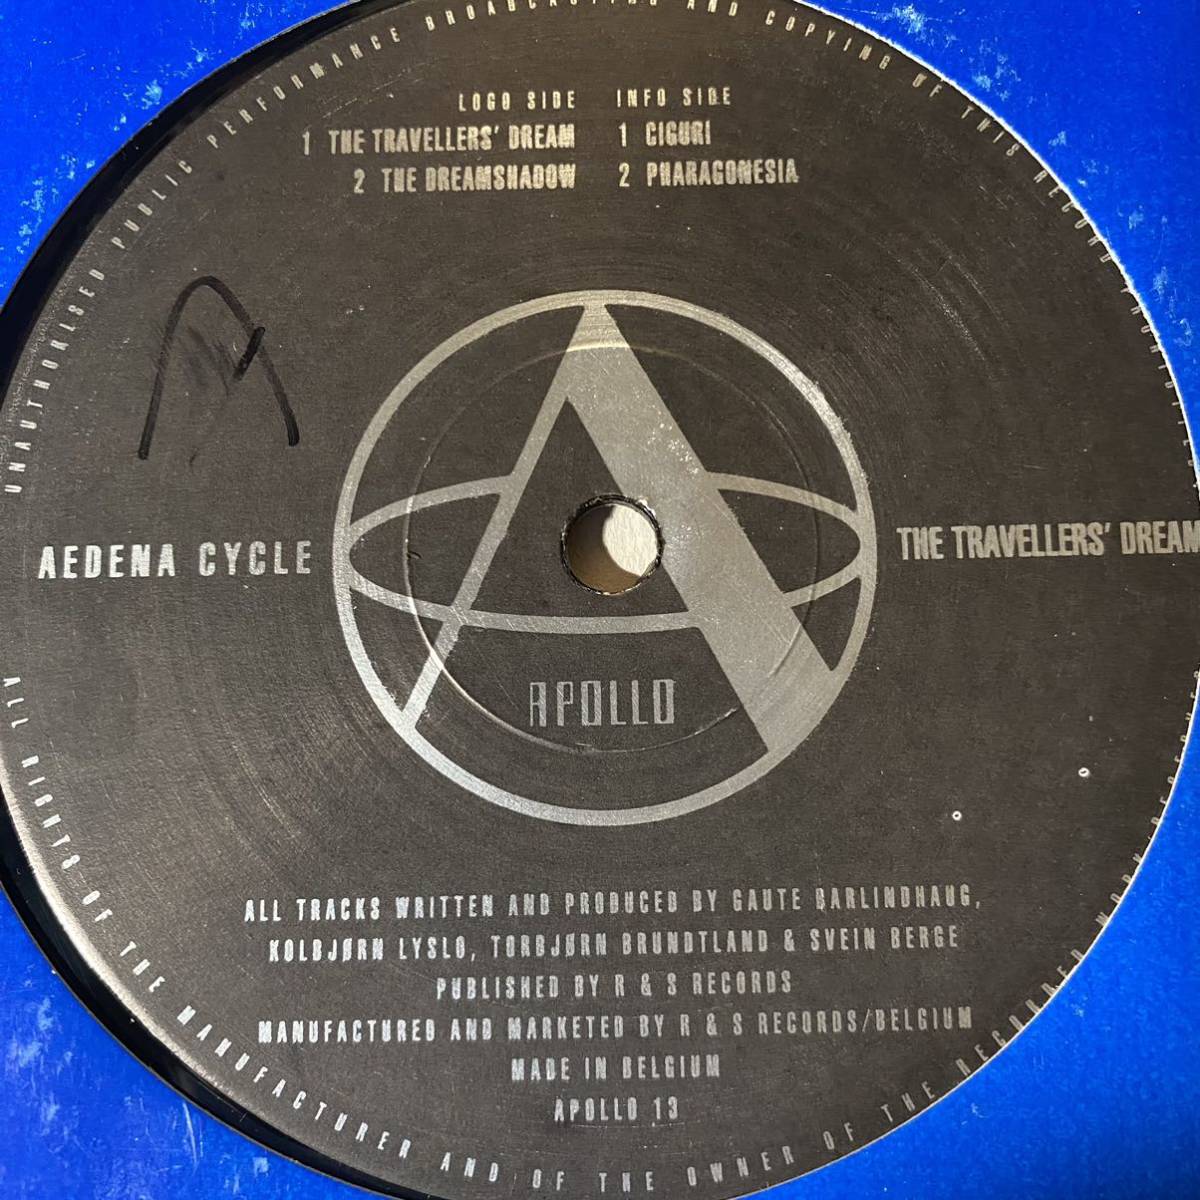 UNAUTHORISED PUBLIC PERFORMANCE BROADCASTING AND COPYING OF THIS RECORD PROHIBITED
LOGO SIDE
1 THE TRAVELLERS' DREAM
2 THE DREAMSHADOW
INFO SIDE
1 CIGURI
2 PHARAGONESIA
A
AEDENA CYCLE
THE TRAVELLERS' DREAM
APOLLO
ALL TRACKS WRITTEN AND PRODUCED BY GAUTE BARLINDHAUG,
KOLBJØRN LYSLO, TORBJØRN BRUNDTLAND & SVEIN BERGE
PUBLISHED BY R & S RECORDS
MANUFACTURED AND MARKETED BY R & S RECORDS/BELGIUM
MADE IN BELGIUM
APOLLO 13
ALL RIGHTS OF THE MANUFACTURER AND OF THE OWNER OF THE RECORDED WORK RESERVED